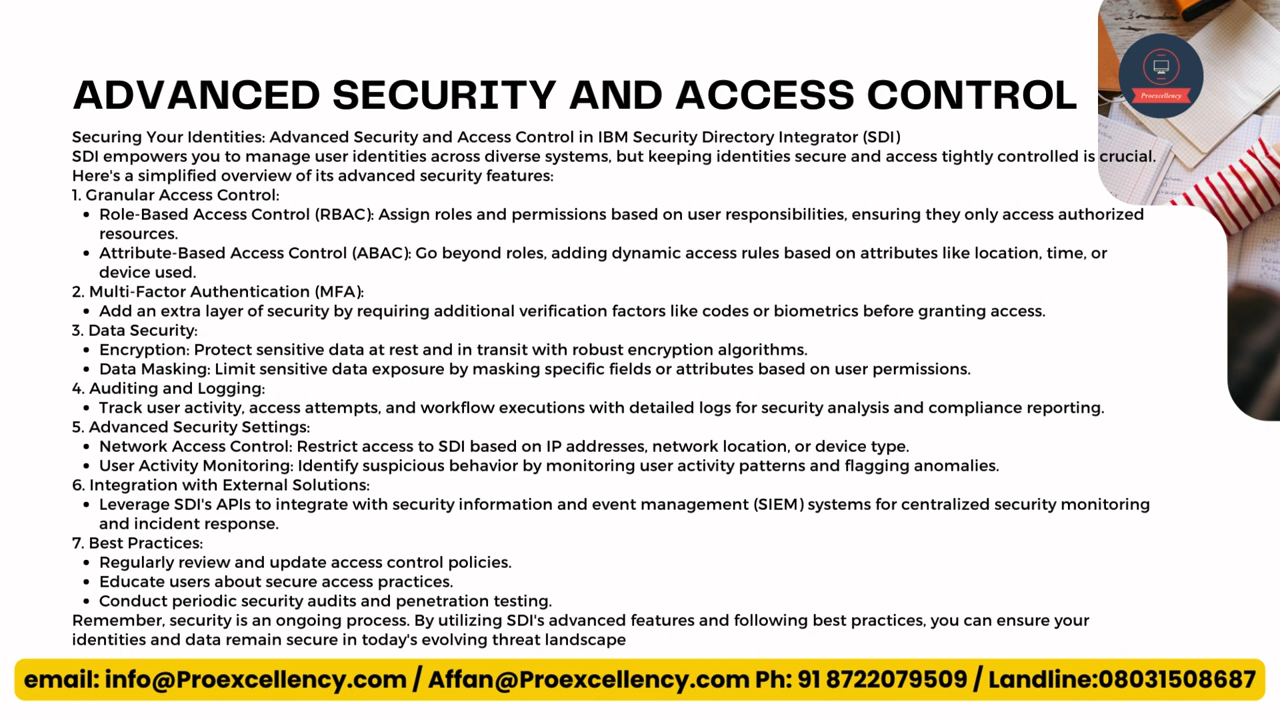 ADVANCED SECURITY AND ACCESS CONTROL
Proexcellency
Securing Your Identities: Advanced Security and Access Control in IBM Security Directory Integrator (SDI)
SDI empowers you to manage user identities across diverse systems, but keeping identities secure and access tightly controlled is crucial.
Here's a simplified overview of its advanced security features:
1. Granular Access Control:
• Role-Based Access Control (RBAC): Assign roles and permissions based on user responsibilities, ensuring they only access authorized
resources.
• Attribute-Based Access Control (ABAC): Go beyond roles, adding dynamic access rules based on attributes like location, time, or
device used.
2. Multi-Factor Authentication (MFA):
• Add an extra layer of security by requiring additional verification factors like codes or biometrics before granting access.
3. Data Security:
• Encryption: Protect sensitive data at rest and in transit with robust encryption algorithms.
• Data Masking: Limit sensitive data exposure by masking specific fields or attributes based on user permissions.
4. Auditing and Logging:
• Track user activity, access attempts, and workflow executions with detailed logs for security analysis and compliance reporting.
5. Advanced Security Settings:
• Network Access Control: Restrict access to SDI based on IP addresses, network location, or device type.
• User Activity Monitoring: Identify suspicious behavior by monitoring user activity patterns and flagging anomalies.
6. Integration with External Solutions:
• Leverage SDI's APIs to integrate with security information and event management (SIEM) systems for centralized security monitoring
and incident response.
7. Best Practices:
• Regularly review and update access control policies.
• Educate users about secure access practices.
• Conduct periodic security audits and penetration testing.
Remember, security is an ongoing process. By utilizing SDI's advanced features and following best practices, you can ensure your
identities and data remain secure in today's evolving threat landscape
email: info@Proexcellency.com / Affan@Proexcellency.com Ph: 91 8722079509 / Landline:08031508687